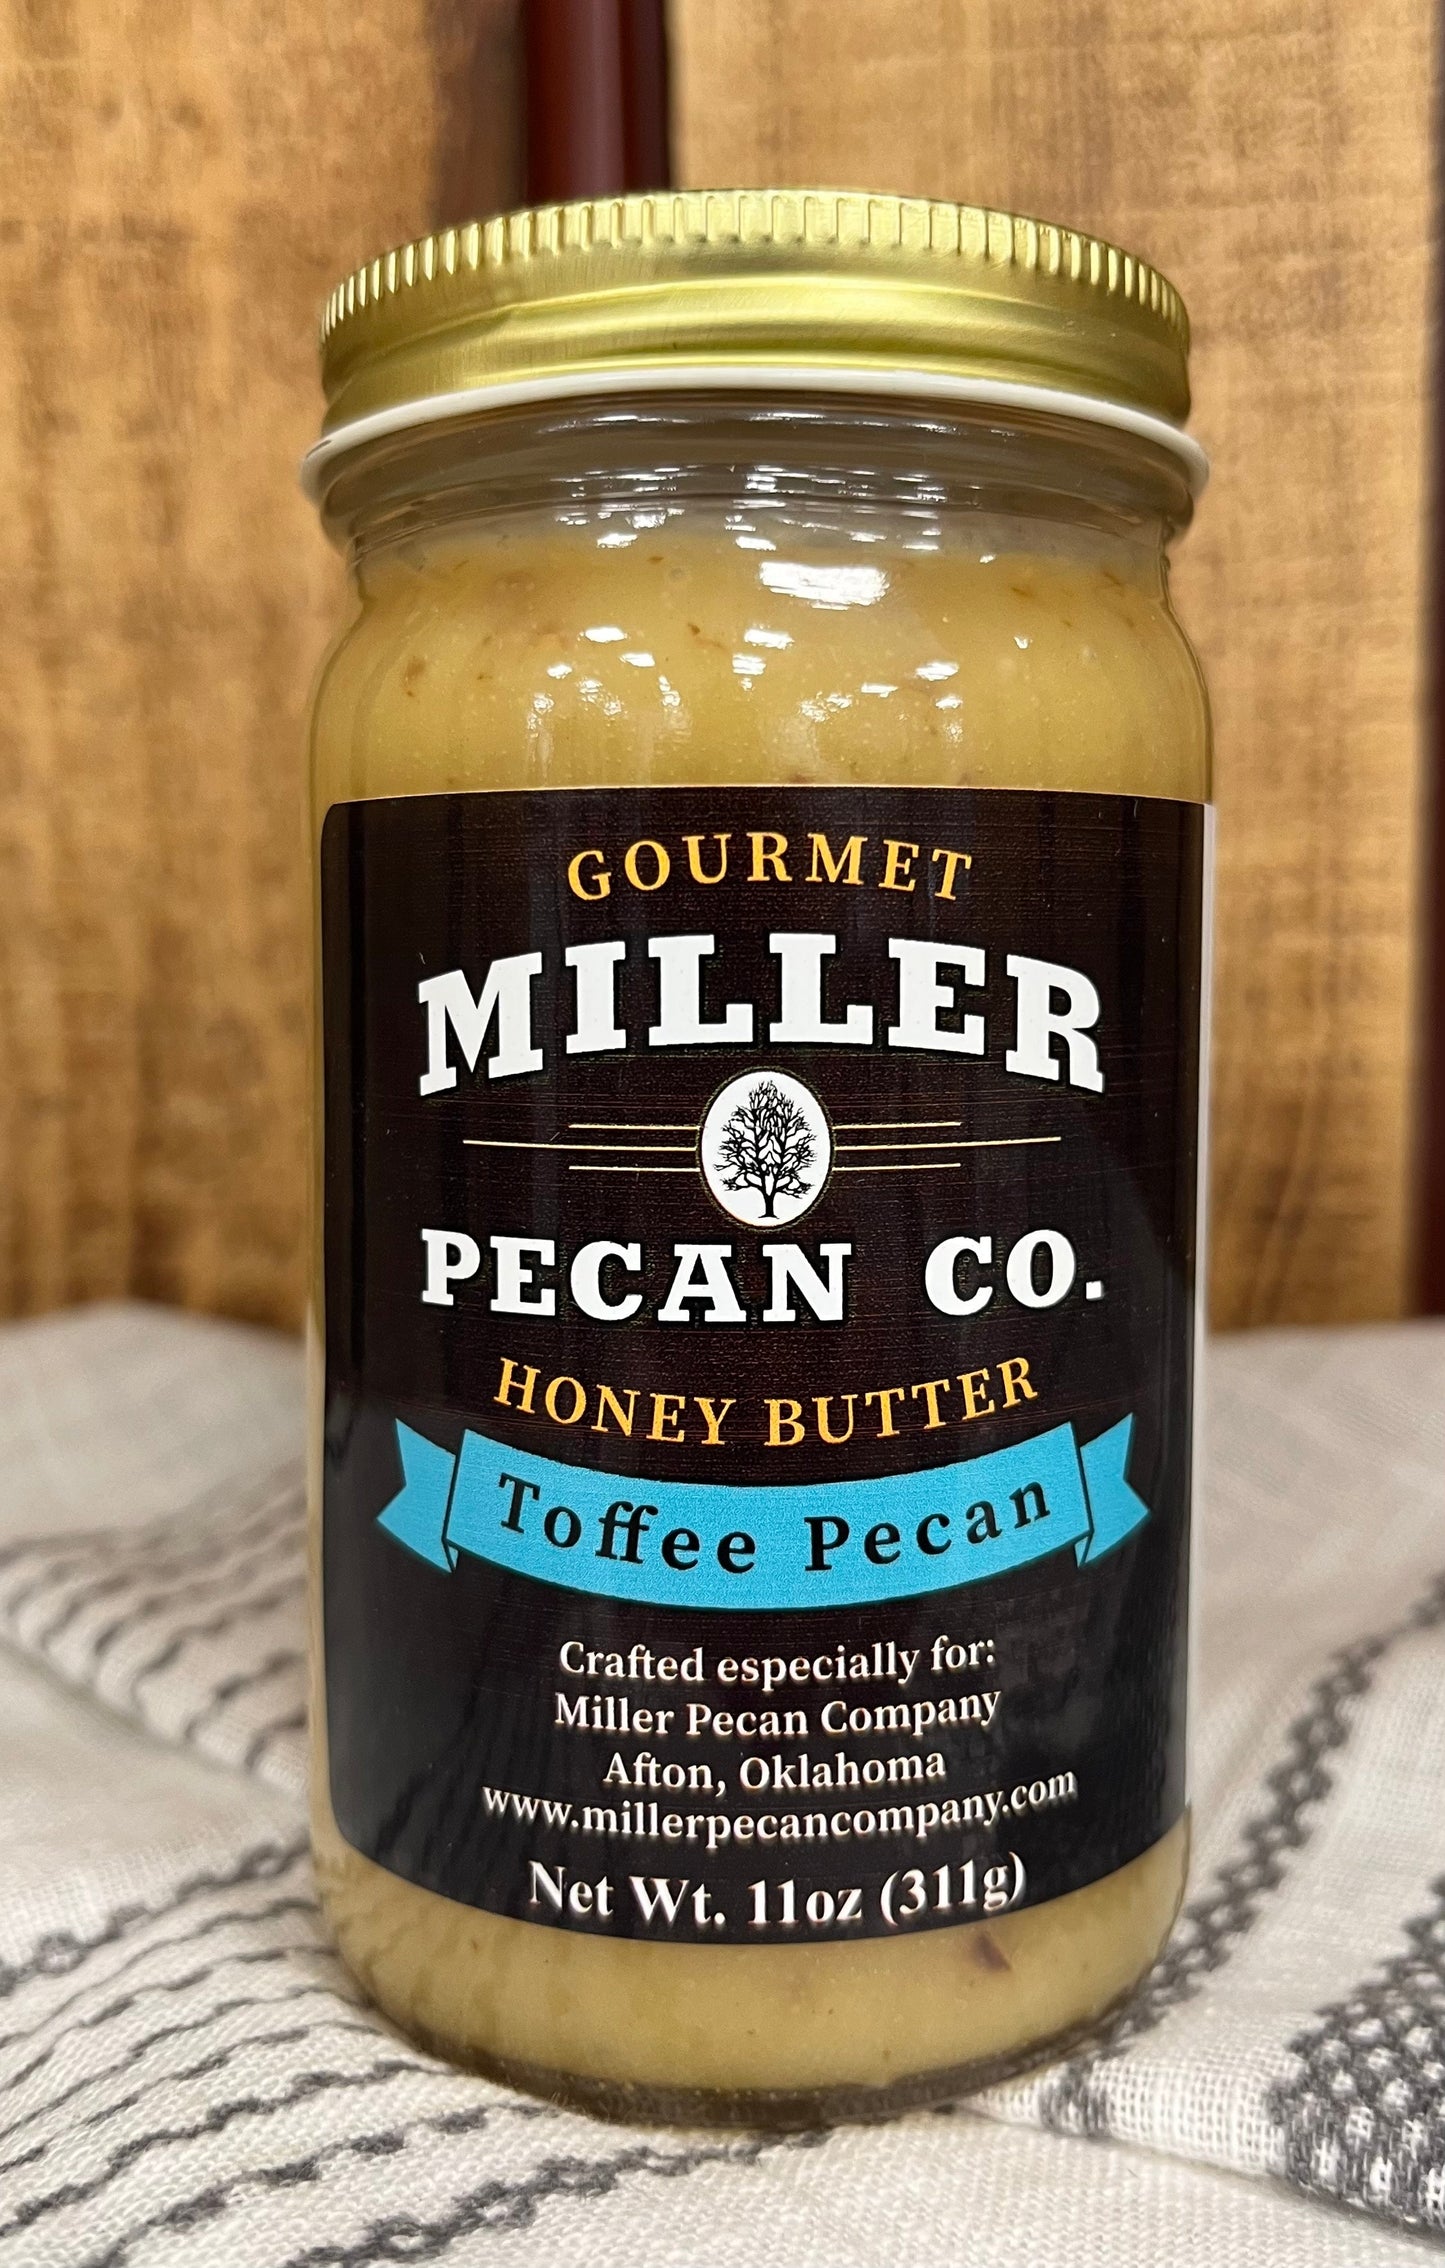 GOURMET
MILLER
PECAN CO.
HONEY BUTTER
Toffee Pecan
Crafted especially for:
Miller Pecan Company
Afton, Oklahoma
www.millerpecancompany.com
Net Wt. 11oz (311g)